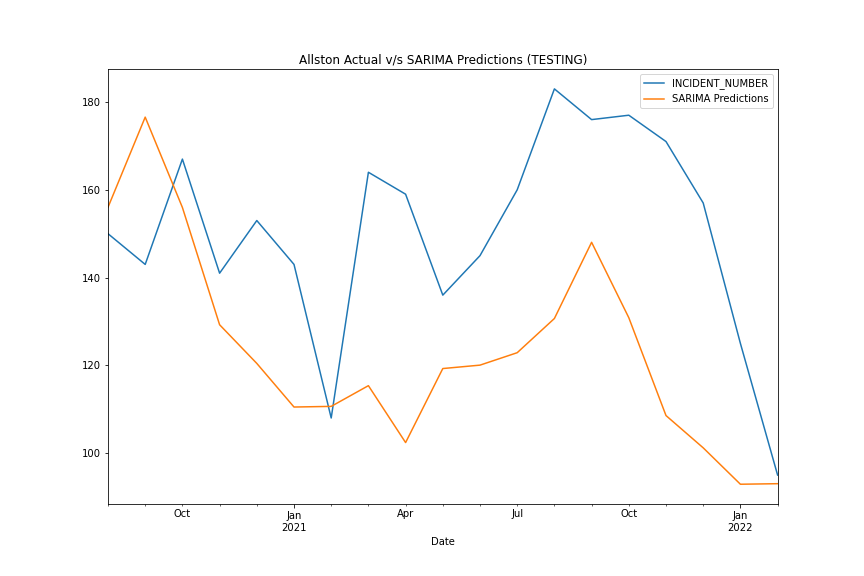 Allston Actual v/s SARIMA Predictions (TESTING)
INCIDENT_NUMBER
SARIMA Predictions
180
160
140
120
100
Oct
Jan
2021
Apr
Jul
Oct
Jan
2022
Date